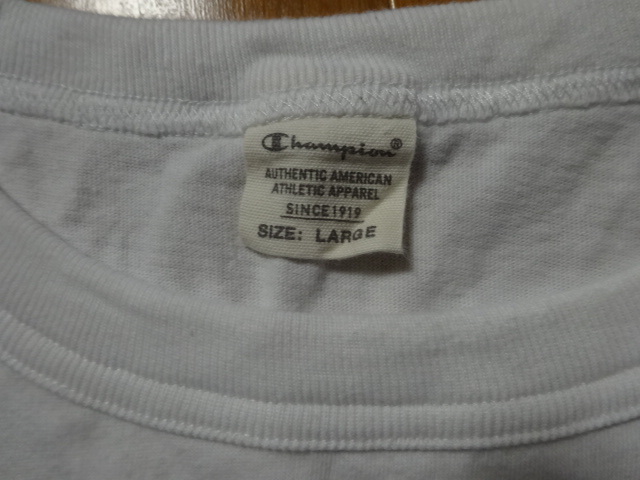 Champion®
AUTHENTIC AMERICAN
ATHLETIC APPAREL
SINCE 1919
SIZE: LARGE